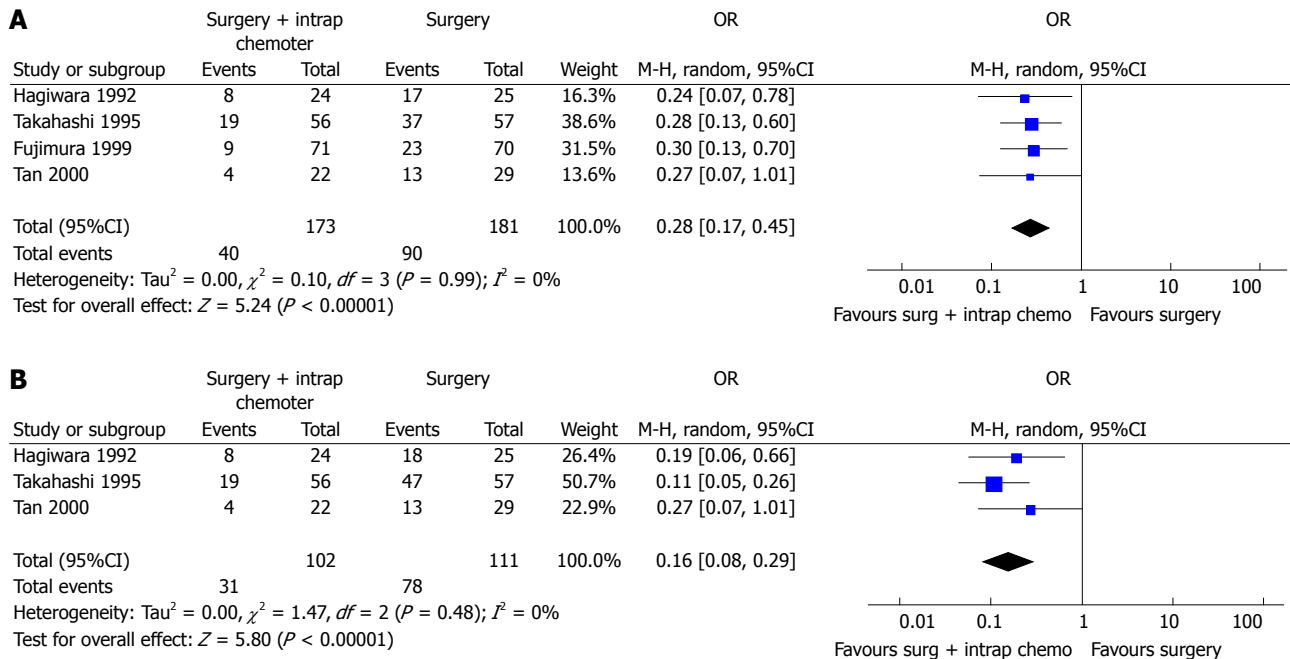 A
Surgery + intrap Surgery OR OR
chemoter
Study or subgroup Events Total Events Total Weight M-H, random, 95%CI M-H, random, 95%CI
Hagiwara 1992 8 24 17 25 16.3% 0.24 [0.07, 0.78]
Takahashi 1995 19 56 37 57 38.6% 0.28 [0.13, 0.60]
Fujimura 1999 9 71 23 70 31.5% 0.30 [0.13, 0.70]
Tan 2000 4 22 13 29 13.6% 0.27 [0.07, 1.01]
Total (95%CI) 173 181 100.0% 0.28 [0.17, 0.45]
Total events 40 90
Heterogeneity: Tau² = 0.00, χ² = 0.10, df = 3 (P = 0.99); I² = 0%
Test for overall effect: Z = 5.24 (P < 0.00001)
0.01 0.1 1 10 100
Favours surg + intrap chemo Favours surgery
B
Surgery + intrap Surgery OR OR
chemoter
Study or subgroup Events Total Events Total Weight M-H, random, 95%CI M-H, random, 95%CI
Hagiwara 1992 8 24 18 25 26.4% 0.19 [0.06, 0.66]
Takahashi 1995 19 56 47 57 50.7% 0.11 [0.05, 0.26]
Tan 2000 4 22 13 29 22.9% 0.27 [0.07, 1.01]
Total (95%CI) 102 111 100.0% 0.16 [0.08, 0.29]
Total events 31 78
Heterogeneity: Tau² = 0.00, χ² = 1.47, df = 2 (P = 0.48); I² = 0%
Test for overall effect: Z = 5.80 (P < 0.00001)
0.01 0.1 1 10 100
Favours surg + intrap chemo Favours surgery